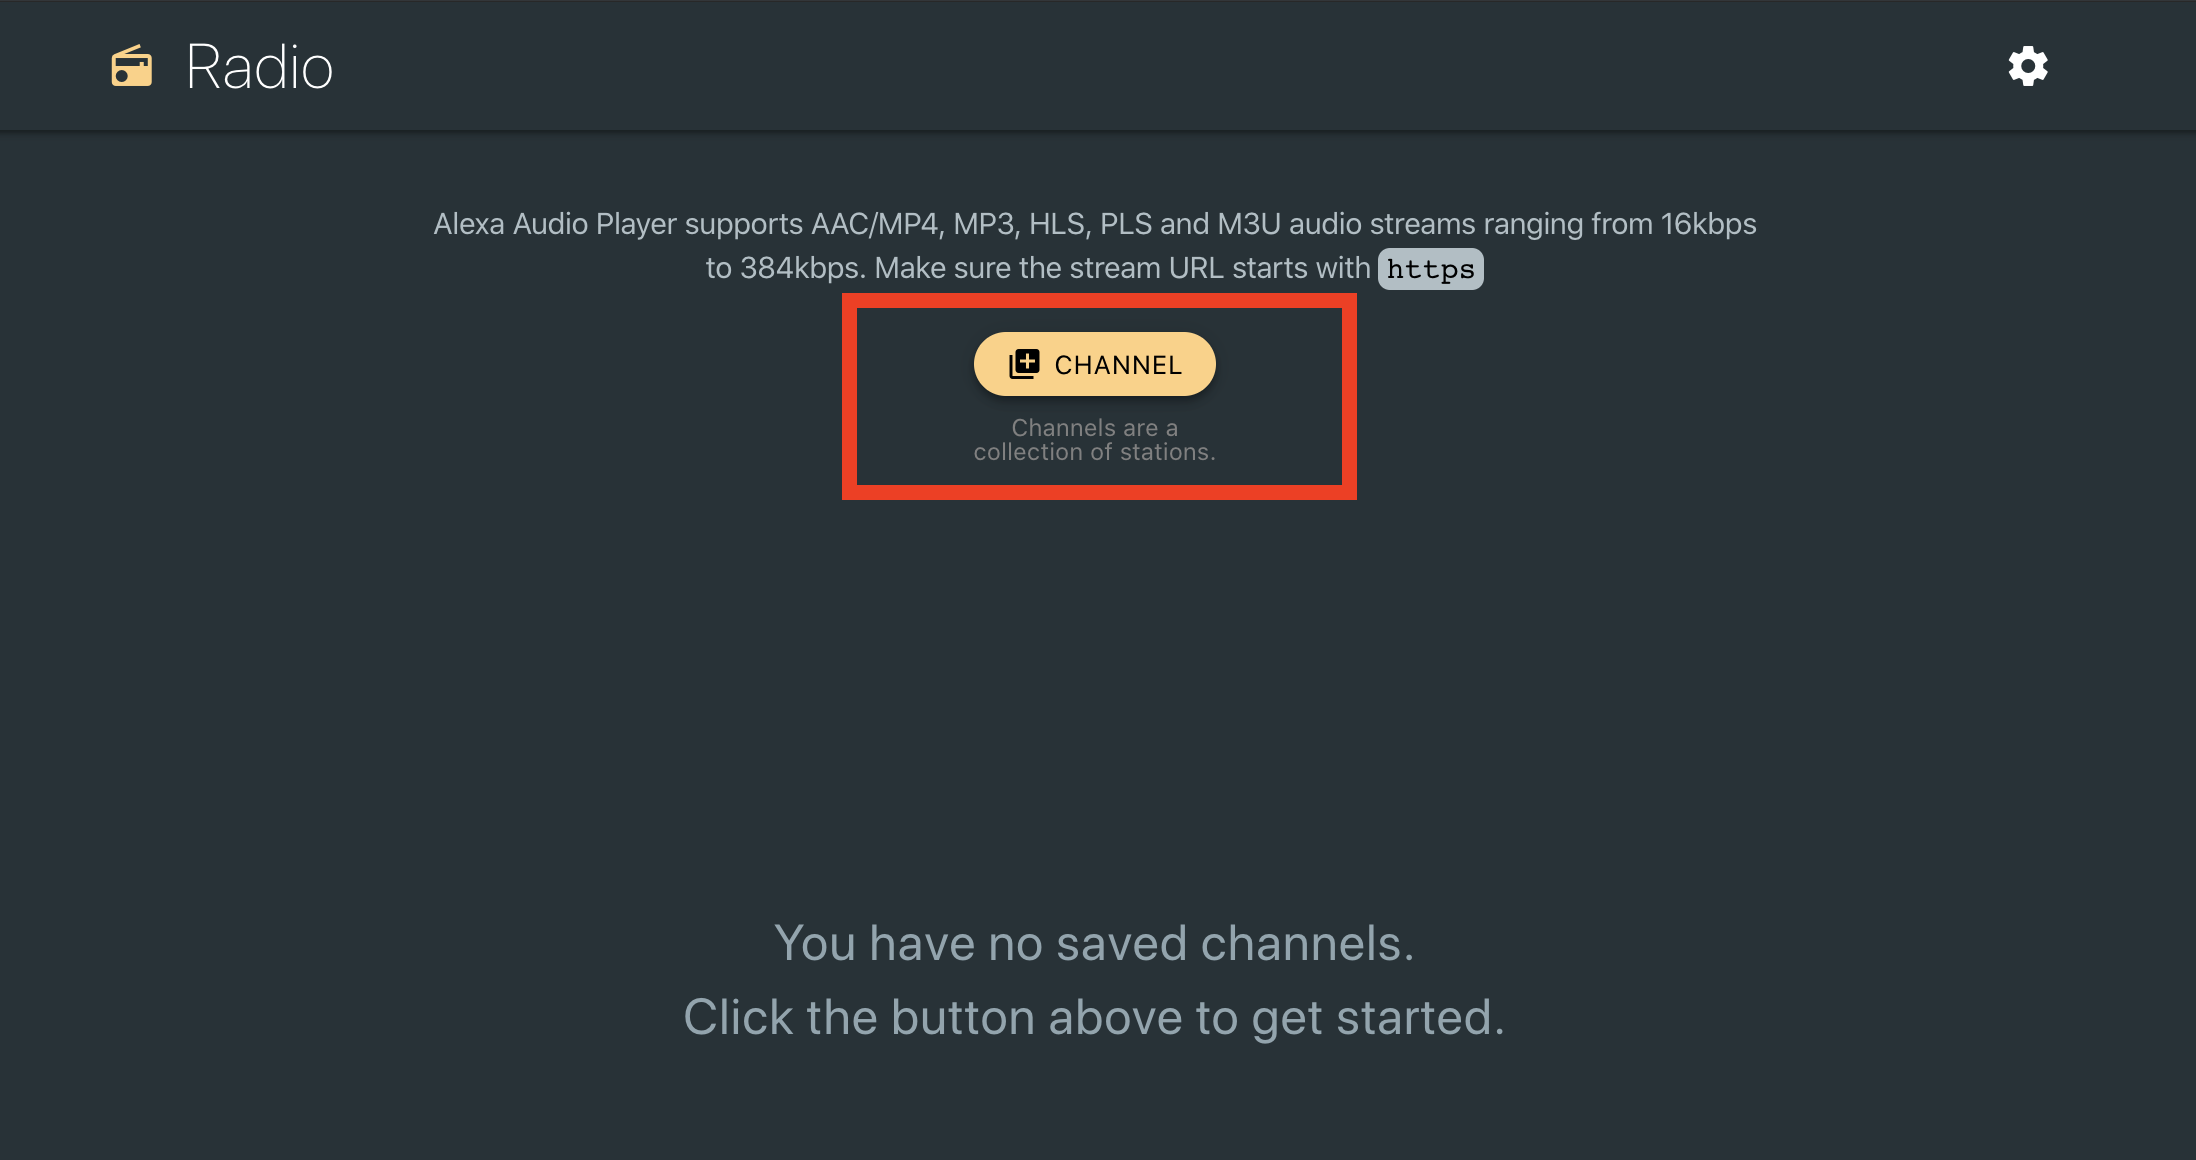 Radio
Alexa Audio Player supports AAC/MP4, MP3, HLS, PLS and M3U audio streams ranging from 16kbps
to 384kbps. Make sure the stream URL starts with https
CHANNEL
Channels are a
collection of stations.
You have no saved channels.
Click the button above to get started.